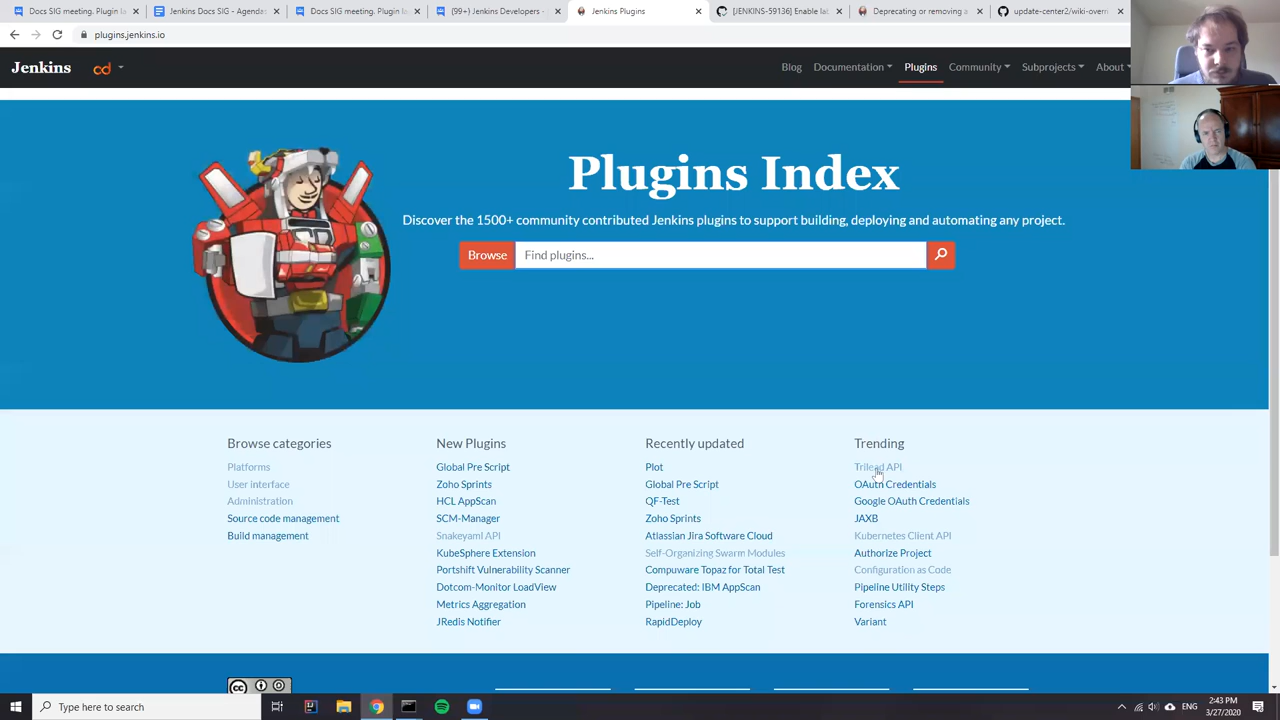 Docs SIG meeting. Plugin la
Jenkins Docs SIG - Agendas
Docs SIG meeting. Plugin la
(99+) Jenkins Developers -
Jenkins Plugins
[JENKINS-59136] Enable lab
Deprecating or removing a
update-center2/wiki-overr
plugins.jenkins.io
Jenkins
cd
Blog
Documentation
Plugins
Community
Subprojects
About
Plugins Index
Discover the 1500+ community contributed Jenkins plugins to support building, deploying and automating any project.
Browse
Find plugins...
Browse categories
Platforms
User interface
Administration
Source code management
Build management
New Plugins
Global Pre Script
Zoho Sprints
HCL AppScan
SCM-Manager
Snakeyaml API
KubeSphere Extension
Portshift Vulnerability Scanner
Dotcom-Monitor LoadView
Metrics Aggregation
JRedis Notifier
Recently updated
Plot
Global Pre Script
QF-Test
Zoho Sprints
Atlassian Jira Software Cloud
Self-Organizing Swarm Modules
Compuware Topaz for Total Test
Deprecated: IBM AppScan
Pipeline: Job
RapidDeploy
Trending
Trilead API
OAuth Credentials
Google OAuth Credentials
JAXB
Kubernetes Client API
Authorize Project
Configuration as Code
Pipeline Utility Steps
Forensics API
Variant
cc
Type here to search
ENG
2:43 PM
3/27/2020